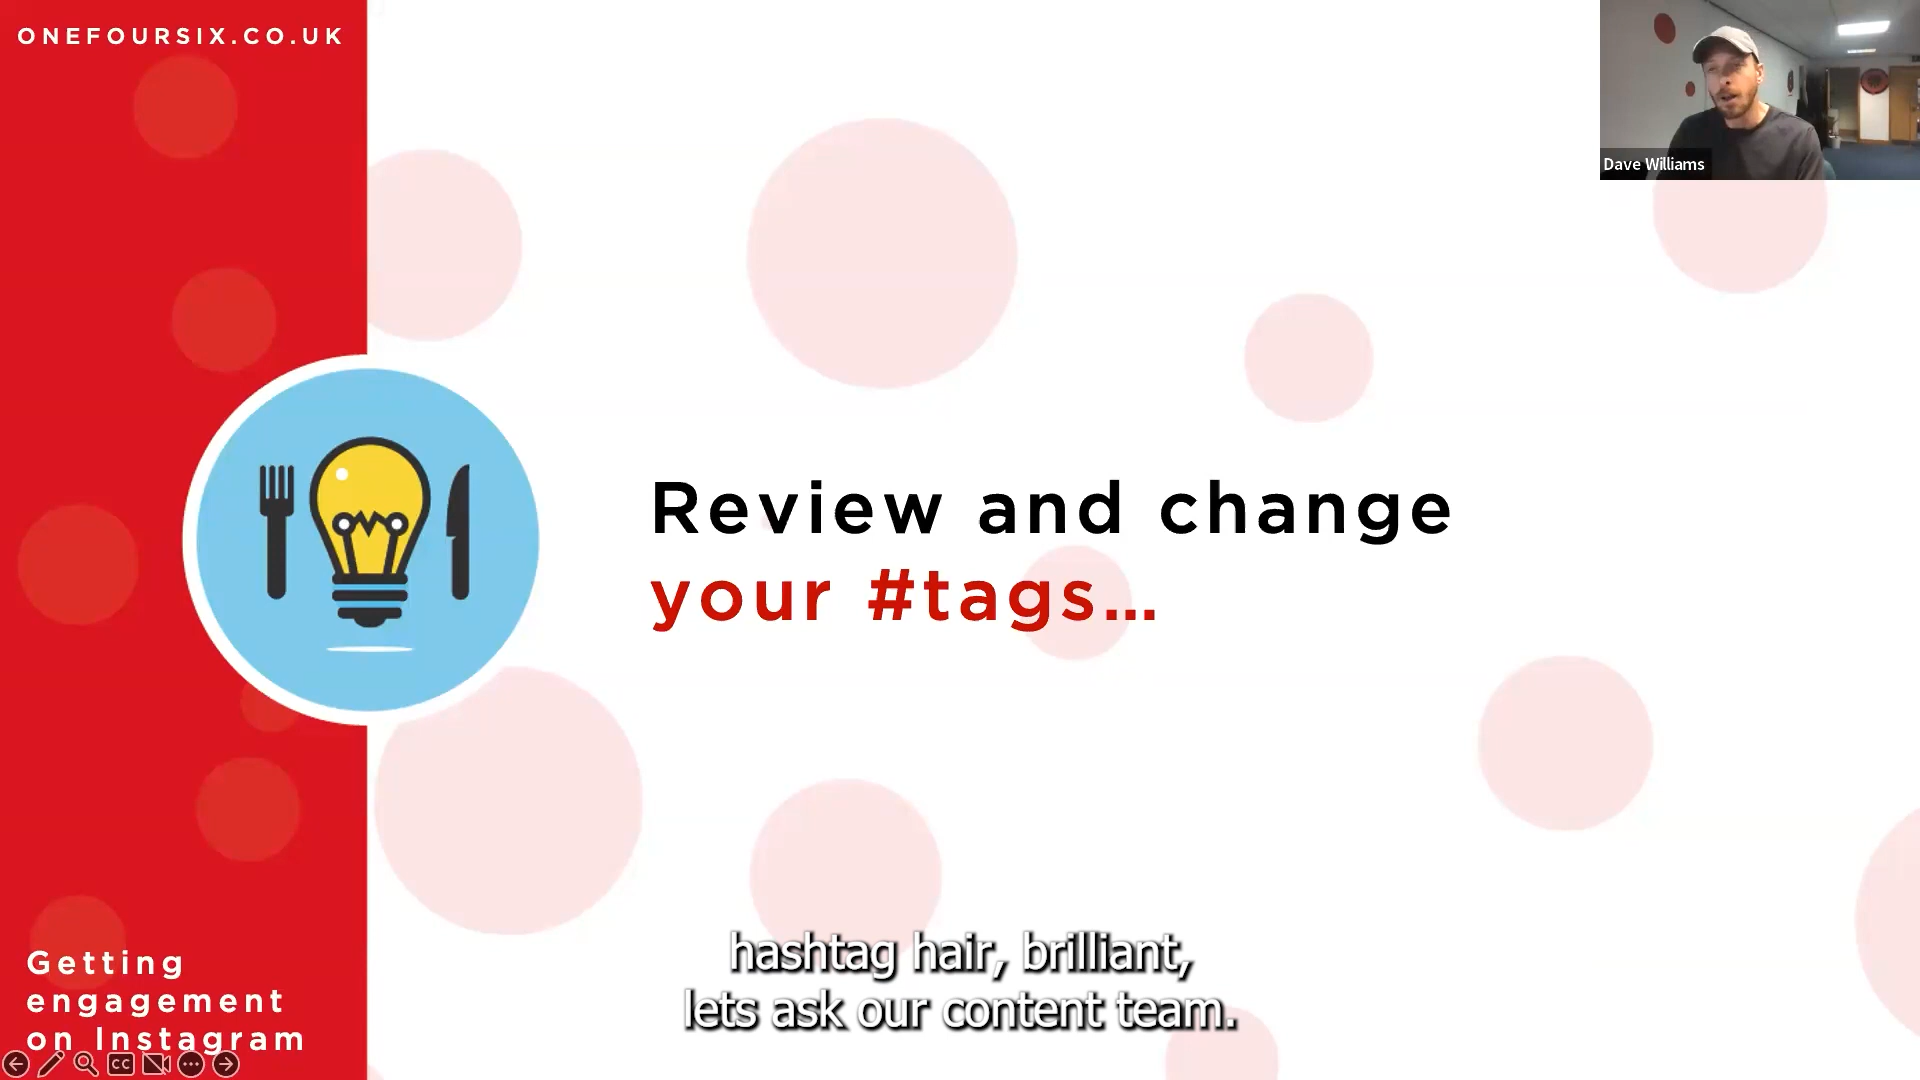 ONEFOURSIX.CO.UK
Dave Williams
Review and change
your #tags...
hashtag hair, brilliant,
lets ask our content team.
Getting
engagement
on Instagram
CC